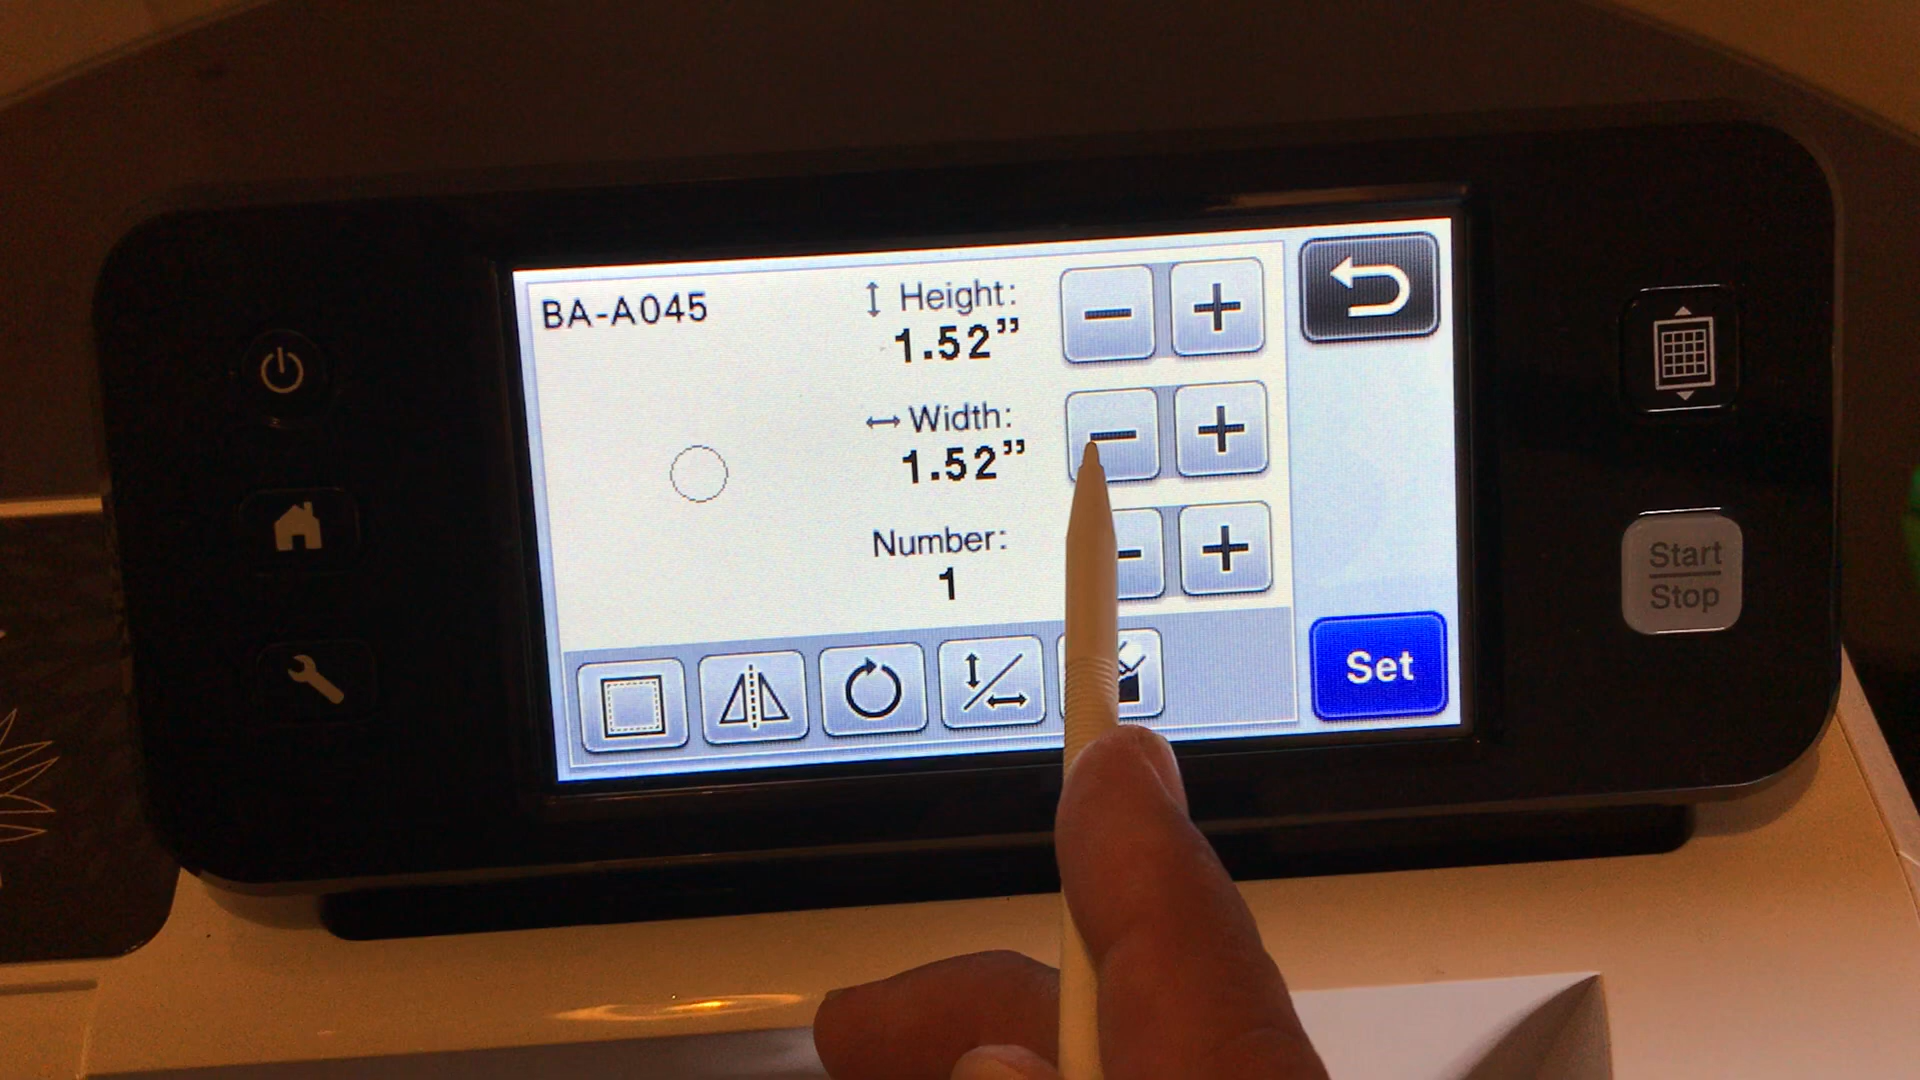 BA-A045
Height:
1.52"
Width:
1.52"
Number:
1
Set
Start
Stop